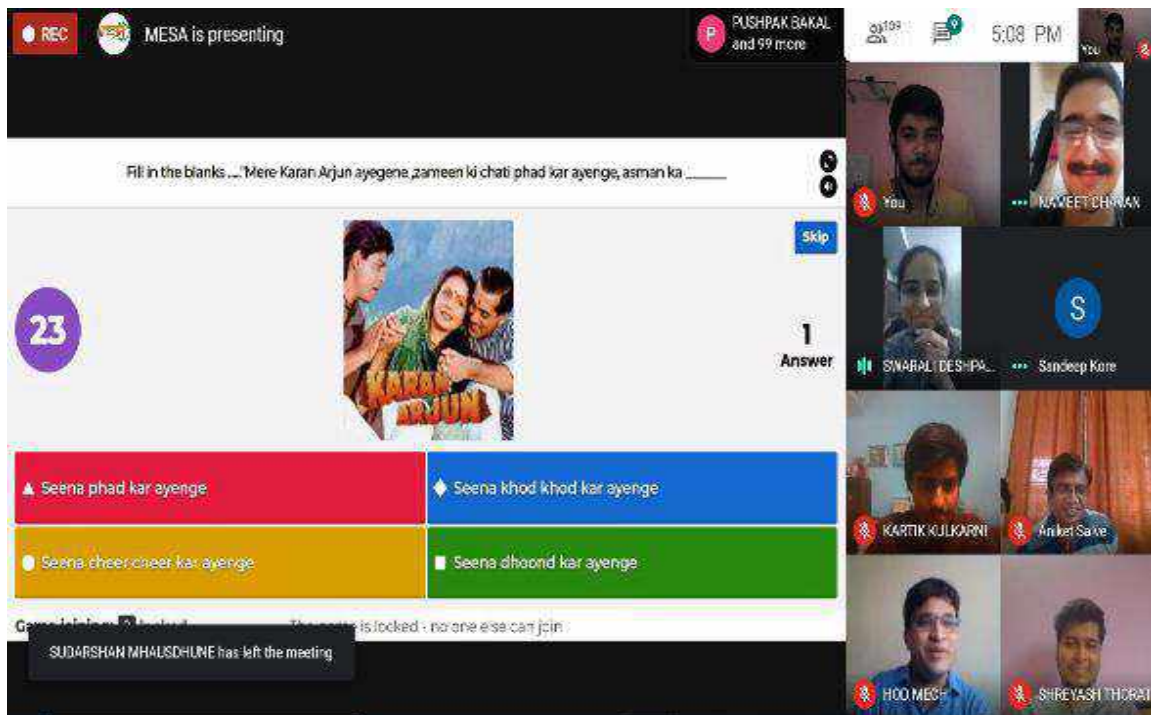 REC
MESA is presenting
P
PUSHPAK BAKAL
and 99 more
109
9
5:08 PM
You
Fill in the blanks .... "Mere Karan Arjun ayegene ,zameen ki chati phad kar ayenge, asman ka ______
Skip
23
KARAN
ARJUN
1
Answer
Seena phad kar ayenge
Seena khod khod kar ayenge
Seena cheer cheer kar ayenge
Seena dhoond kar ayenge
is locked - no one else can join
SUDARSHAN MHAUSDHUNE has left the meeting
You
SWARALI DESHPA...
S
Sandeep Kore
KARTIK KULKARNI
Aniket Salve
HOD MECH
SHREYASH THORAT